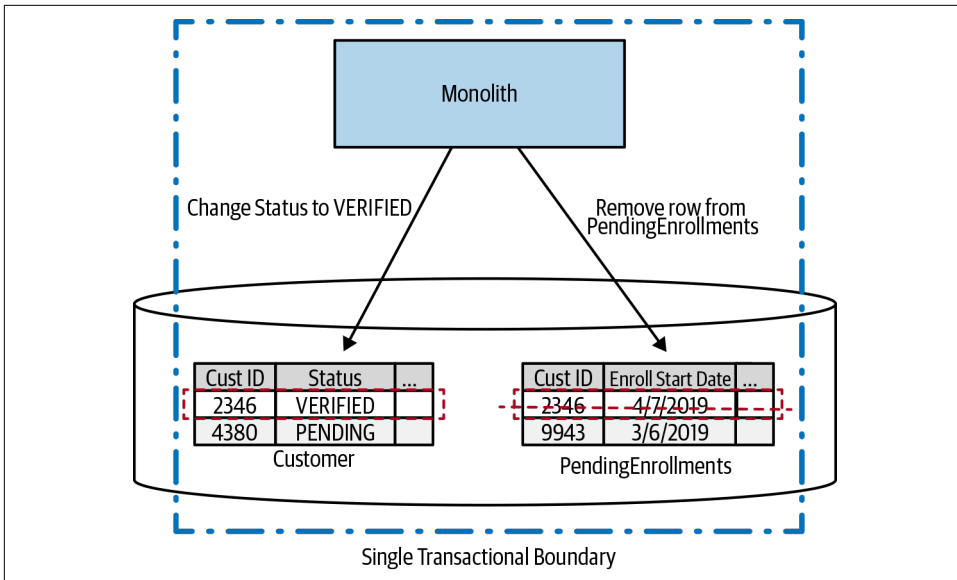 Monolith
Change Status to VERIFIED
Remove row from
PendingEnrollments
Cust ID Status ...
2346 VERIFIED
4380 PENDING
Customer
Cust ID Enroll Start Date ...
2346 4/7/2019
9943 3/6/2019
PendingEnrollments
Single Transactional Boundary